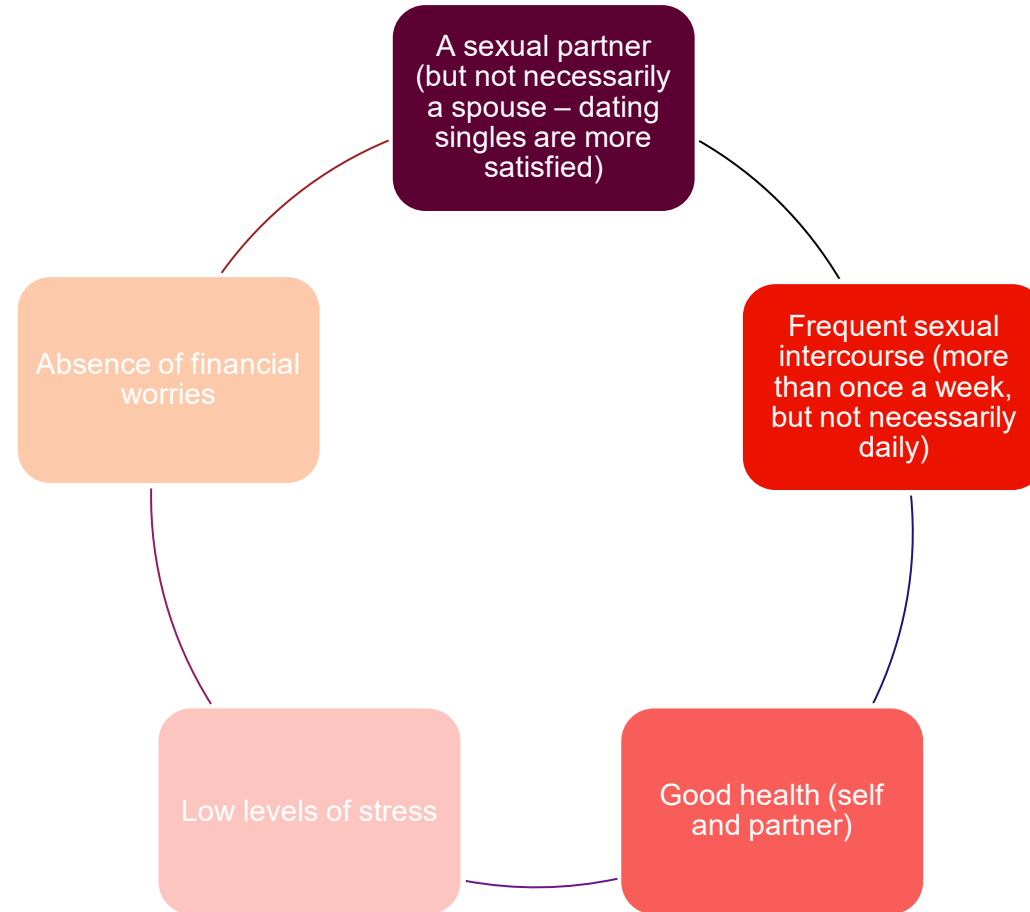 A sexual partner
(but not necessarily
a spouse – dating
singles are more
satisfied)
Frequent sexual
intercourse (more
than once a week,
but not necessarily
daily)
Good health (self
and partner)
Low levels of stress
Absence of financial
worries